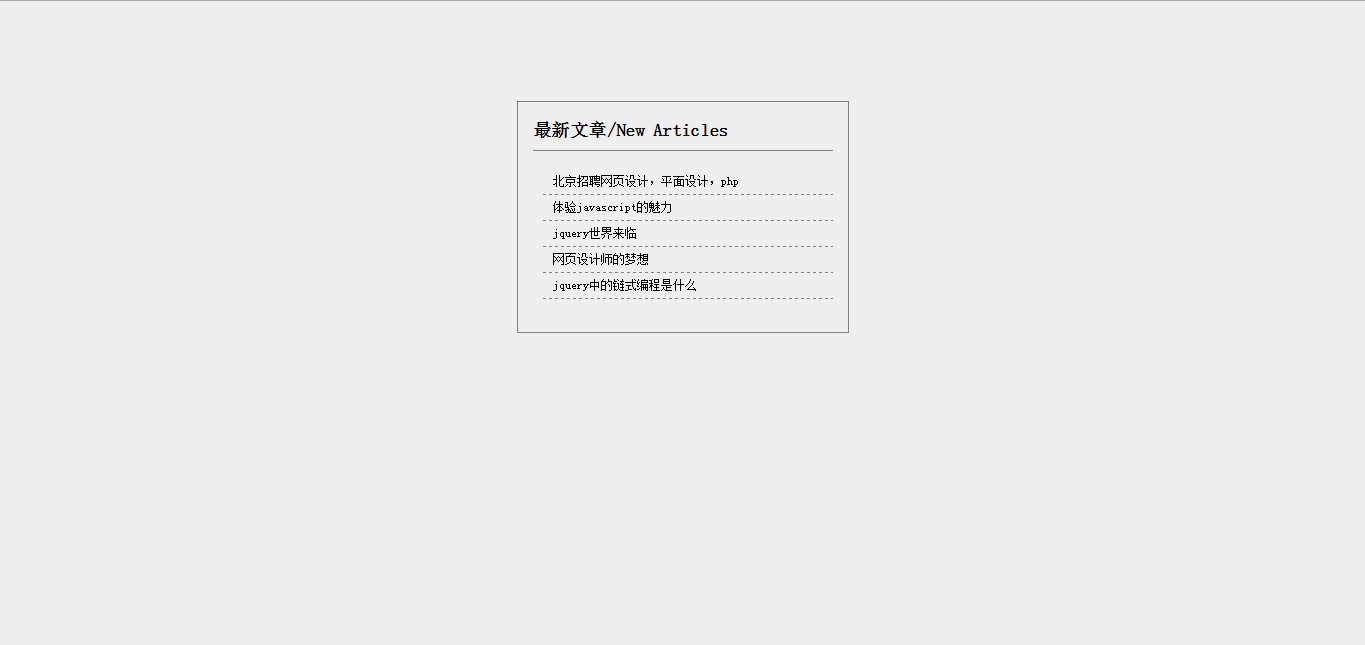 最新文章/New Articles
北京招聘网页设计，平面设计，php
体验javascript的魅力
jquery世界来临
网页设计师的梦想
jquery中的链式编程是什么